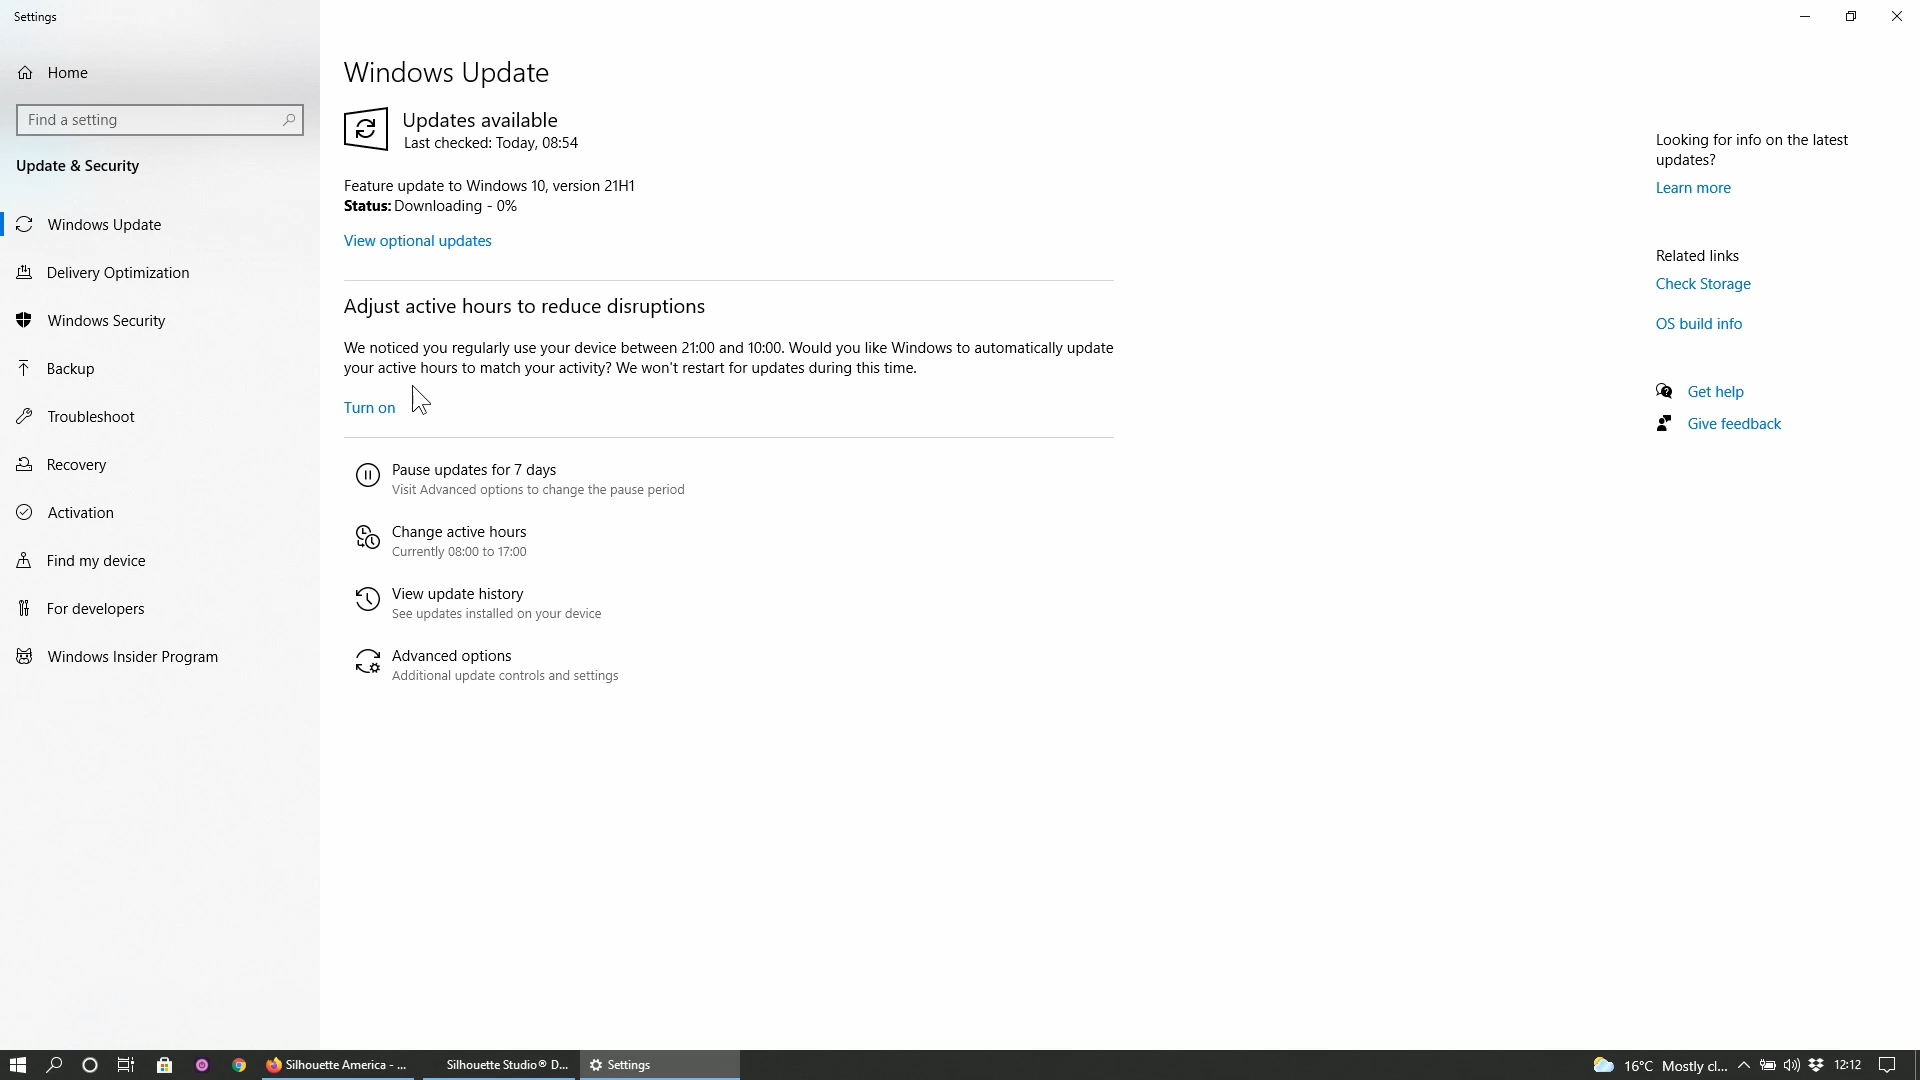 Settings
Home
Find a setting
Update & Security
Windows Update
Delivery Optimization
Windows Security
Backup
Troubleshoot
Recovery
Activation
Find my device
For developers
Windows Insider Program
Windows Update
Updates available
Last checked: Today, 08:54
Feature update to Windows 10, version 21H1
Status: Downloading - 0%
View optional updates
Adjust active hours to reduce disruptions
We noticed you regularly use your device between 21:00 and 10:00. Would you like Windows to automatically update
your active hours to match your activity? We won't restart for updates during this time.
Turn on
Pause updates for 7 days
Visit Advanced options to change the pause period
Change active hours
Currently 08:00 to 17:00
View update history
See updates installed on your device
Advanced options
Additional update controls and settings
Looking for info on the latest
updates?
Learn more
Related links
Check Storage
OS build info
Get help
Give feedback
Silhouette America - ...
Silhouette Studio® D...
Settings
16°C Mostly cl...
12:12